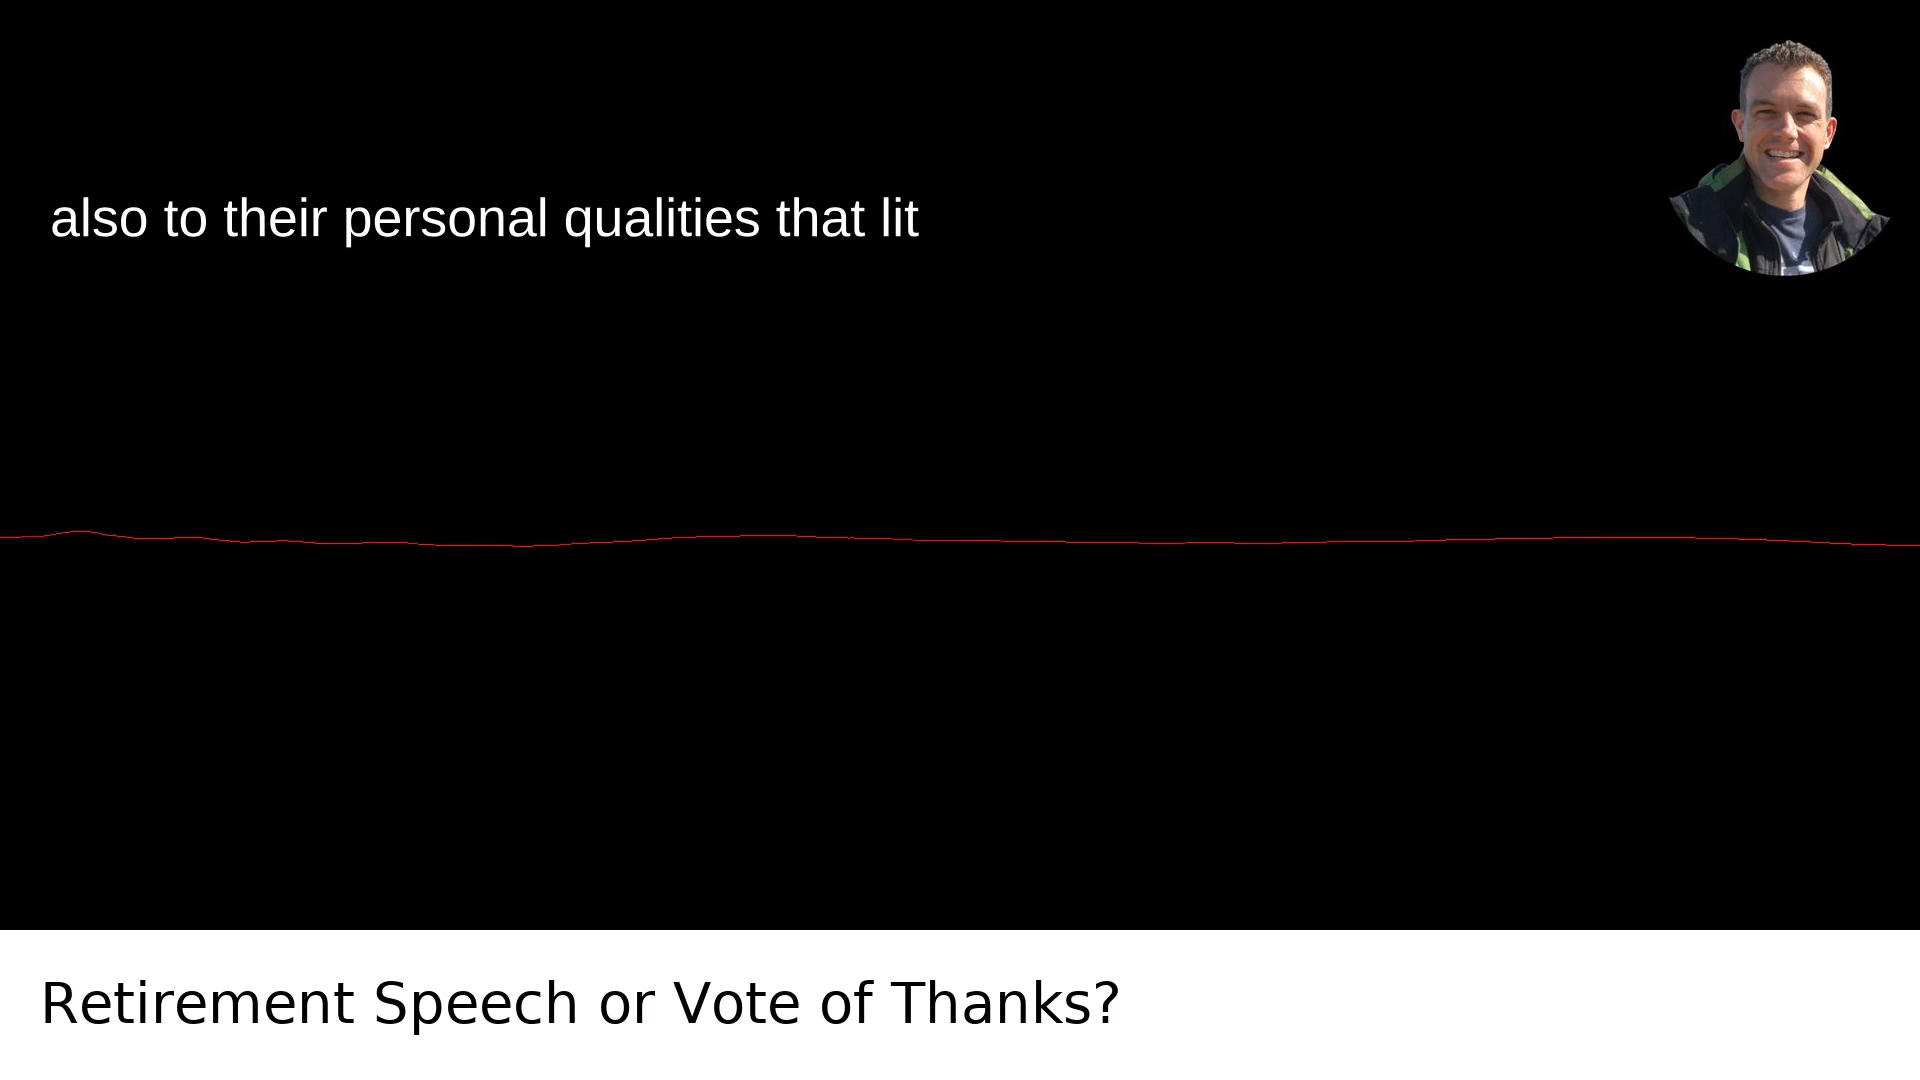 also to their personal qualities that lit
Retirement Speech or Vote of Thanks?